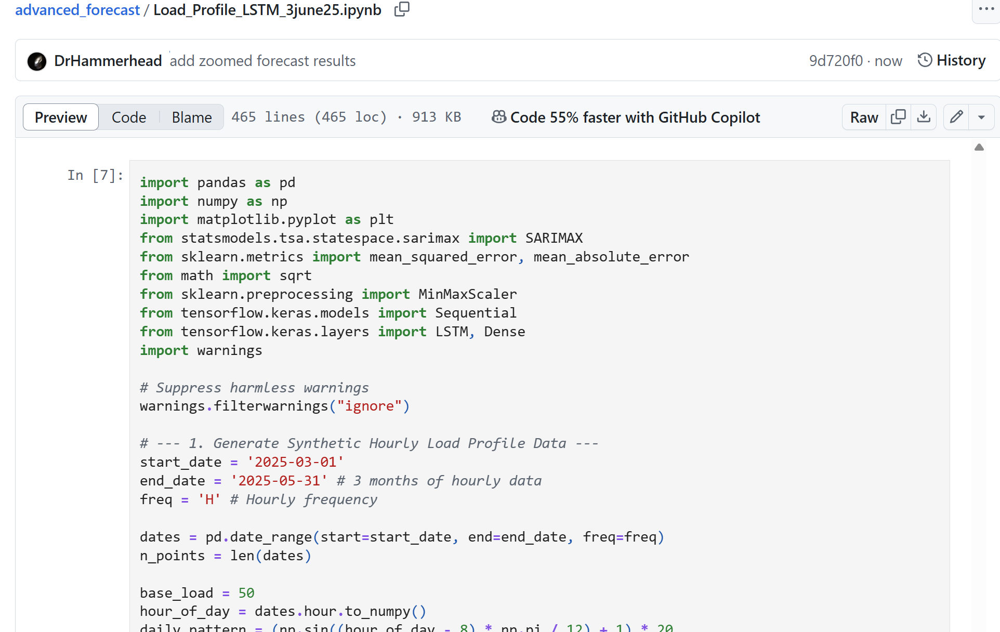 advanced_forecast / Load_Profile_LSTM_3june25.ipynb
DrHammerhead add zoomed forecast results 9d720f0 · now History
Preview Code Blame 465 lines (465 loc) · 913 KB Code 55% faster with GitHub Copilot Raw
In [7]:
import pandas as pd
import numpy as np
import matplotlib.pyplot as plt
from statsmodels.tsa.statespace.sarimax import SARIMAX
from sklearn.metrics import mean_squared_error, mean_absolute_error
from math import sqrt
from sklearn.preprocessing import MinMaxScaler
from tensorflow.keras.models import Sequential
from tensorflow.keras.layers import LSTM, Dense
import warnings
# Suppress harmless warnings
warnings.filterwarnings("ignore")
# --- 1. Generate Synthetic Hourly Load Profile Data ---
start_date = '2025-03-01'
end_date = '2025-05-31' # 3 months of hourly data
freq = 'H' # Hourly frequency
dates = pd.date_range(start=start_date, end=end_date, freq=freq)
n_points = len(dates)
base_load = 50
hour_of_day = dates.hour.to_numpy()
daily_pattern = (np.sin((hour_of_day - 8) * np.pi / 12) + 1) * 20